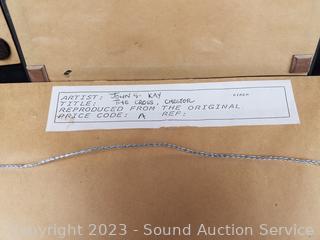 ARTIST: JOHN S. KAY
TITLE: THE CROSS, CHESTER
REPRODUCED FROM THE ORIGINAL
PRICE CODE: A REF:
Copyright 2023 - Sound Auction Service